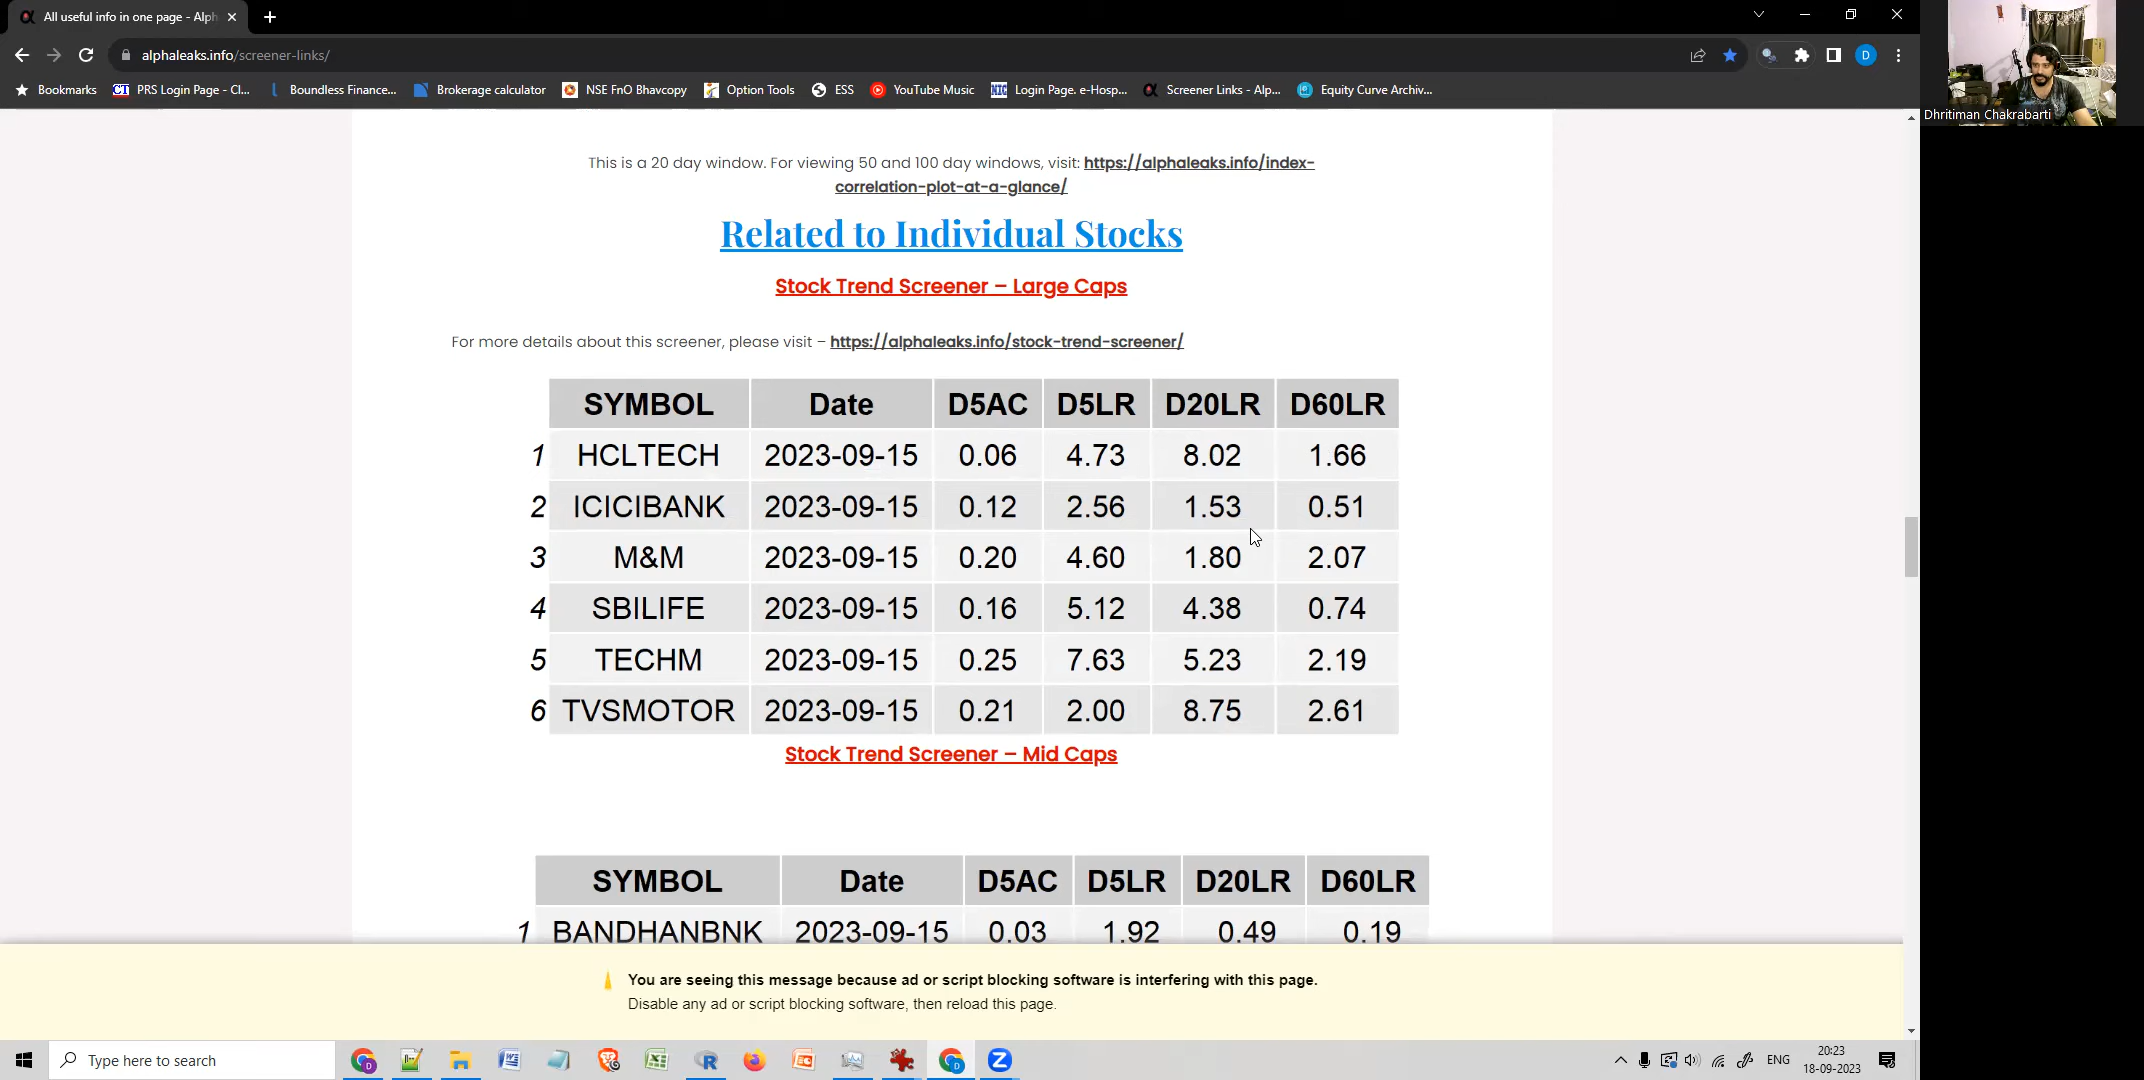 All useful info in one page - Alph
alphaleaks.info/screener-links/
Bookmarks
PRS Login Page - Cl...
Boundless Finance...
Brokerage calculator
NSE FnO Bhavcopy
Option Tools
ESS
YouTube Music
Login Page. e-Hosp...
Screener Links - Alp...
Equity Curve Archiv...
Dhritiman Chakrabarti
This is a 20 day window. For viewing 50 and 100 day windows, visit: https://alphaleaks.info/index-
correlation-plot-at-a-glance/
Related to Individual Stocks
Stock Trend Screener – Large Caps
For more details about this screener, please visit – https://alphaleaks.info/stock-trend-screener/
SYMBOL Date D5AC D5LR D20LR D60LR
1 HCLTECH 2023-09-15 0.06 4.73 8.02 1.66
2 ICICIBANK 2023-09-15 0.12 2.56 1.53 0.51
3 M&M 2023-09-15 0.20 4.60 1.80 2.07
4 SBILIFE 2023-09-15 0.16 5.12 4.38 0.74
5 TECHM 2023-09-15 0.25 7.63 5.23 2.19
6 TVSMOTOR 2023-09-15 0.21 2.00 8.75 2.61
Stock Trend Screener – Mid Caps
SYMBOL Date D5AC D5LR D20LR D60LR
1 BANDHANBNK 2023-09-15 0.03 1.92 0.49 0.19
You are seeing this message because ad or script blocking software is interfering with this page.
Disable any ad or script blocking software, then reload this page.
Type here to search
ENG
20:23
18-09-2023